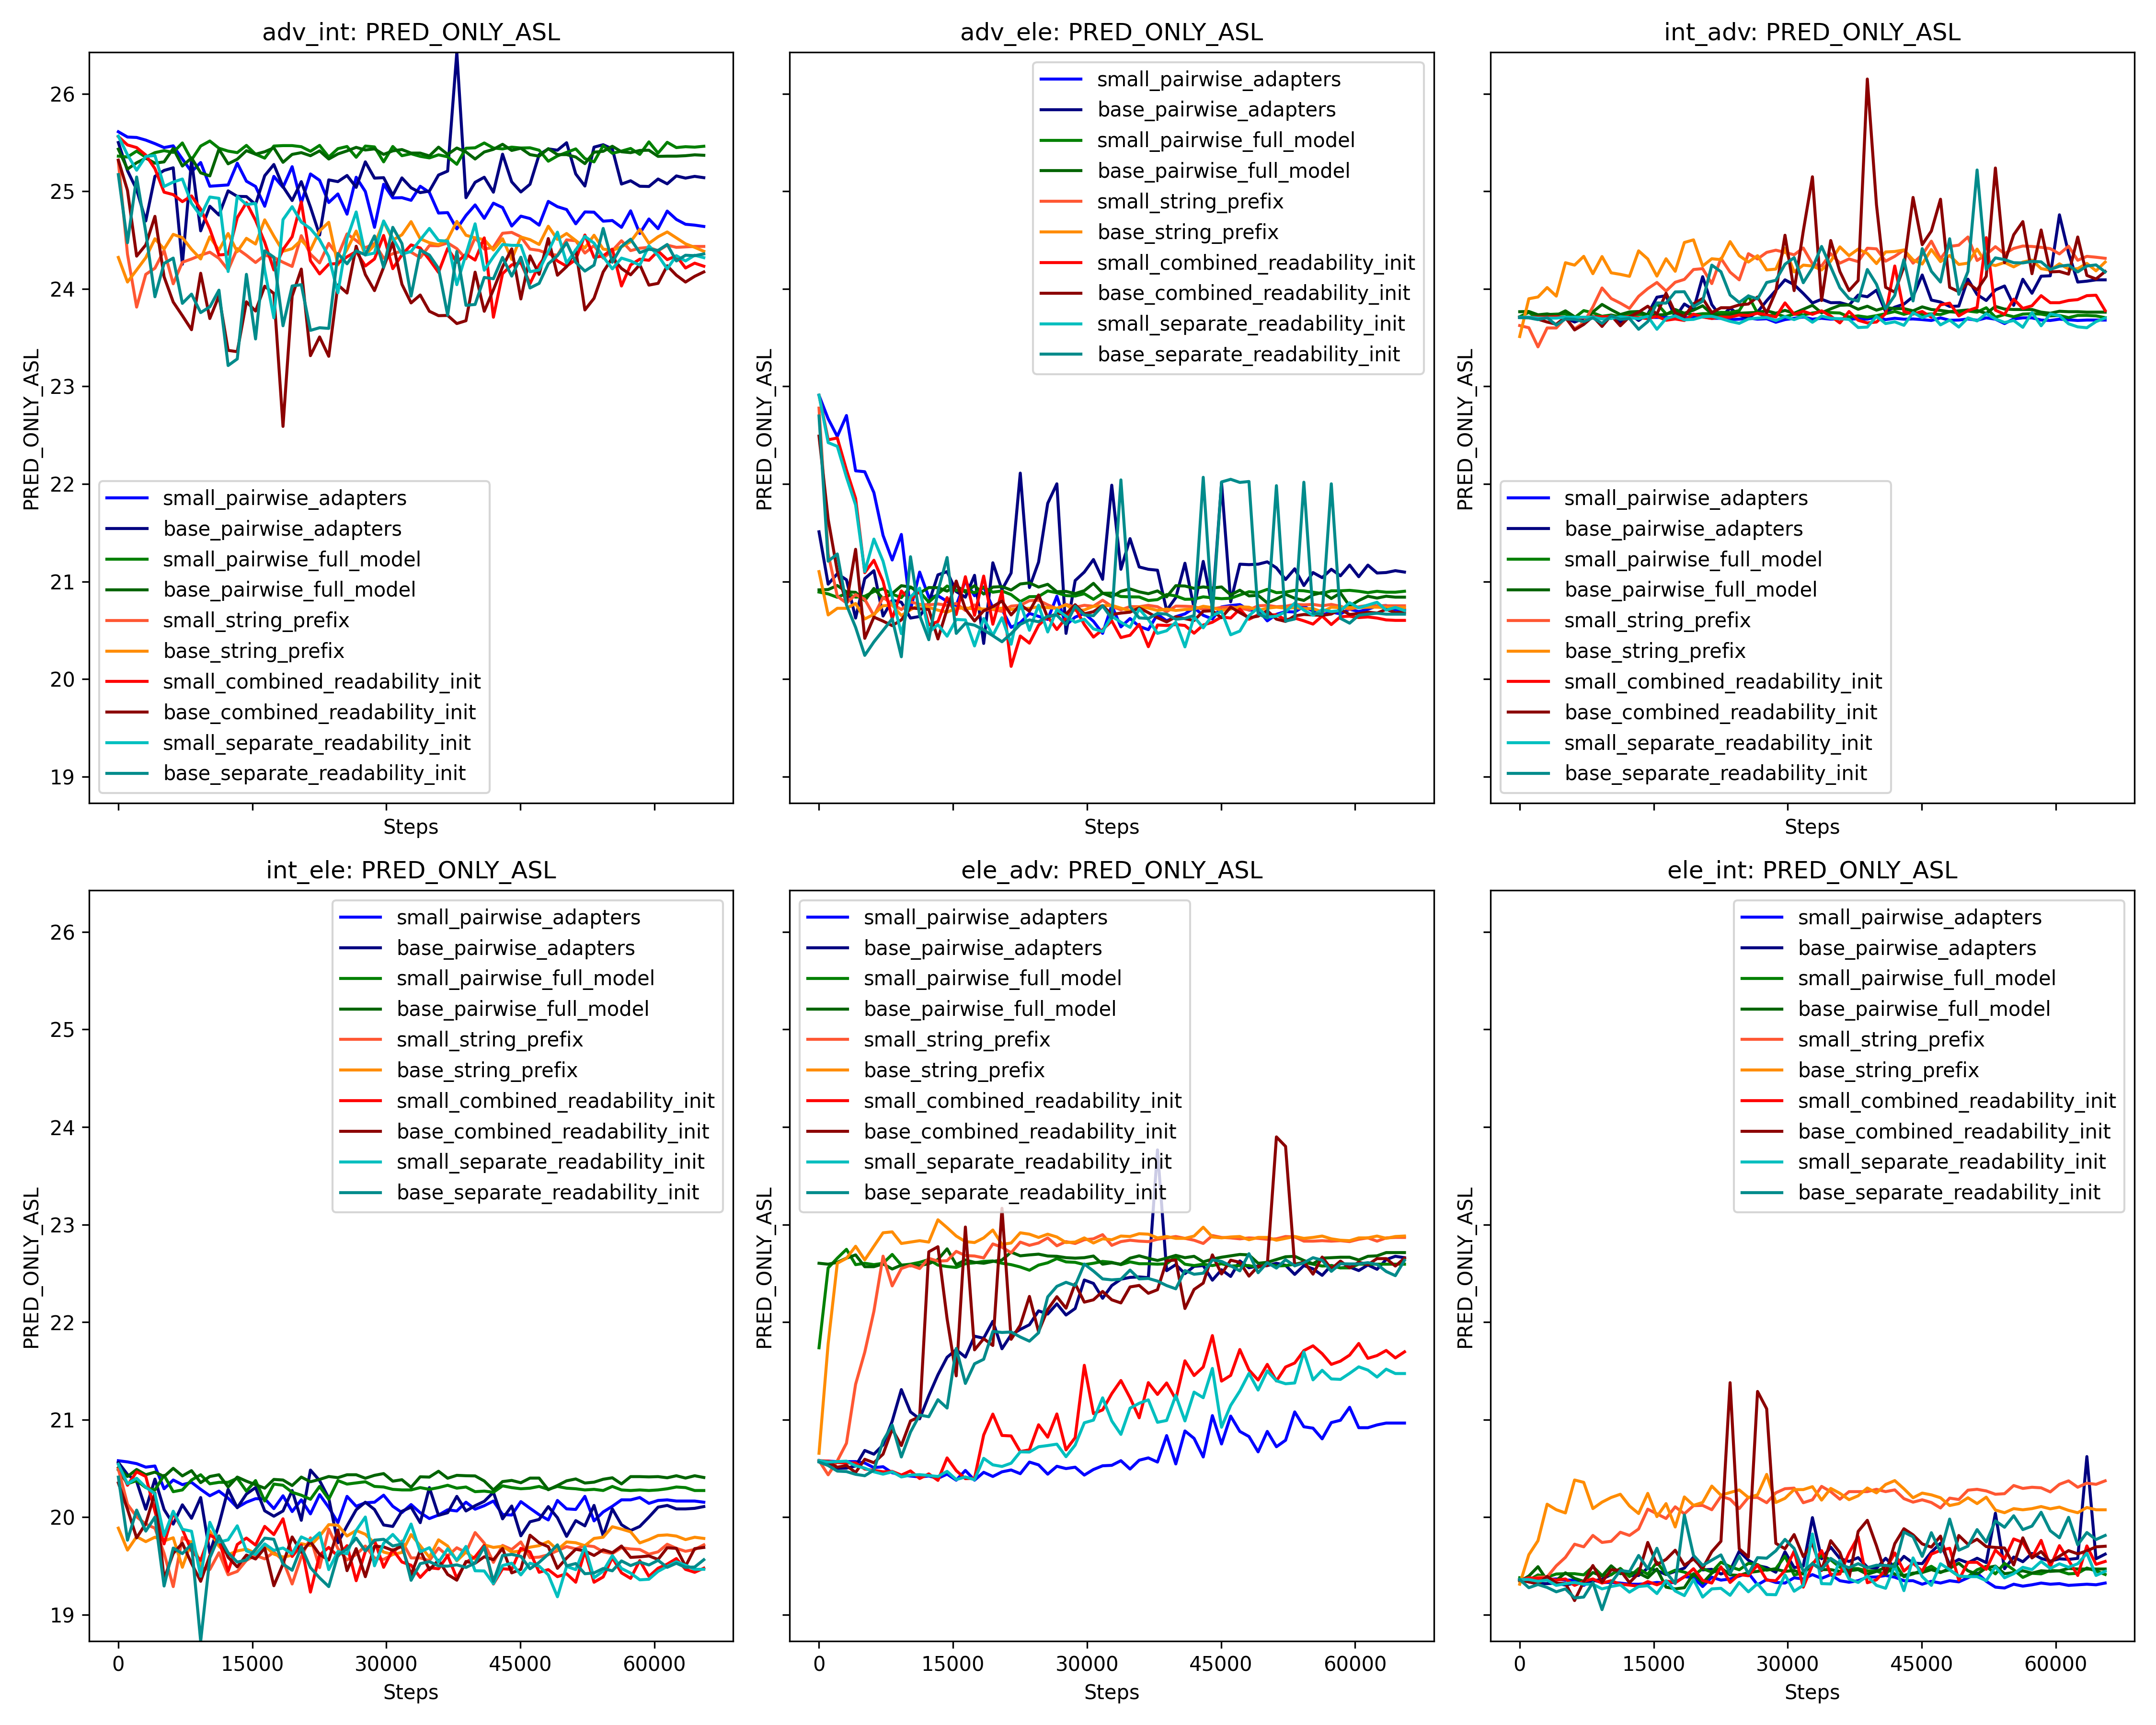 adv_int: PRED_ONLY_ASL
PRED_ONLY_ASL
26
25
24
23
22
21
20
19
small_pairwise_adapters
base_pairwise_adapters
small_pairwise_full_model
base_pairwise_full_model
small_string_prefix
base_string_prefix
small_combined_readability_init
base_combined_readability_init
small_separate_readability_init
base_separate_readability_init
Steps
adv_ele: PRED_ONLY_ASL
PRED_ONLY_ASL
small_pairwise_adapters
base_pairwise_adapters
small_pairwise_full_model
base_pairwise_full_model
small_string_prefix
base_string_prefix
small_combined_readability_init
base_combined_readability_init
small_separate_readability_init
base_separate_readability_init
Steps
int_adv: PRED_ONLY_ASL
PRED_ONLY_ASL
small_pairwise_adapters
base_pairwise_adapters
small_pairwise_full_model
base_pairwise_full_model
small_string_prefix
base_string_prefix
small_combined_readability_init
base_combined_readability_init
small_separate_readability_init
base_separate_readability_init
Steps
int_ele: PRED_ONLY_ASL
PRED_ONLY_ASL
26
25
24
23
22
21
20
19
small_pairwise_adapters
base_pairwise_adapters
small_pairwise_full_model
base_pairwise_full_model
small_string_prefix
base_string_prefix
small_combined_readability_init
base_combined_readability_init
small_separate_readability_init
base_separate_readability_init
0 15000 30000 45000 60000
Steps
ele_adv: PRED_ONLY_ASL
PRED_ONLY_ASL
small_pairwise_adapters
base_pairwise_adapters
small_pairwise_full_model
base_pairwise_full_model
small_string_prefix
base_string_prefix
small_combined_readability_init
base_combined_readability_init
small_separate_readability_init
base_separate_readability_init
0 15000 30000 45000 60000
Steps
ele_int: PRED_ONLY_ASL
PRED_ONLY_ASL
small_pairwise_adapters
base_pairwise_adapters
small_pairwise_full_model
base_pairwise_full_model
small_string_prefix
base_string_prefix
small_combined_readability_init
base_combined_readability_init
small_separate_readability_init
base_separate_readability_init
0 15000 30000 45000 60000
Steps